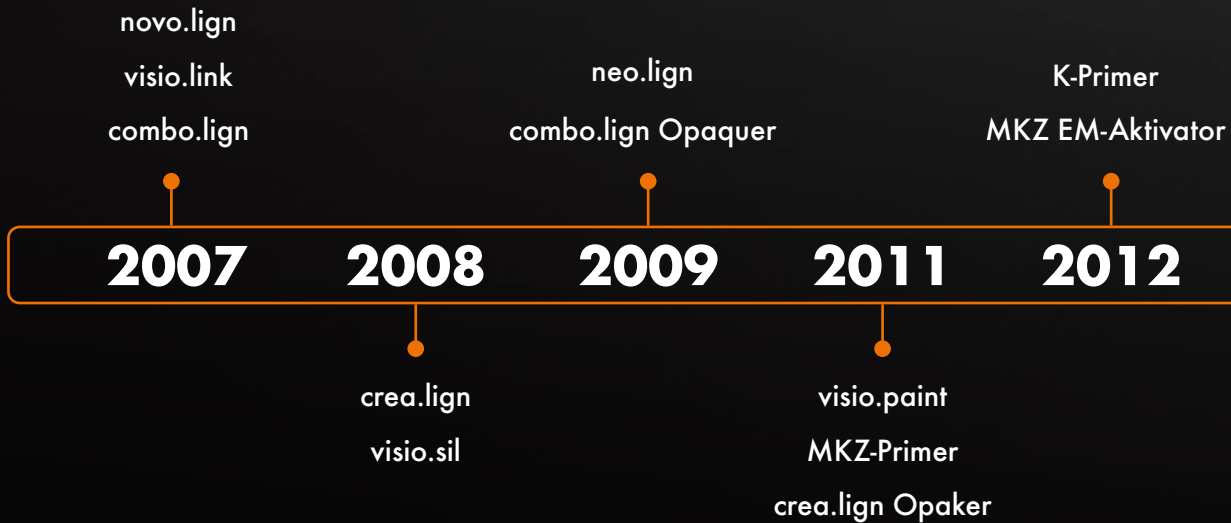 novo.lign
visio.link
combo.lign
neo.lign
combo.lign Opaquer
K-Primer
MKZ EM-Aktivator
2007 2008 2009 2011 2012
crea.lign
visio.sil
visio.paint
MKZ-Primer
crea.lign Opaker